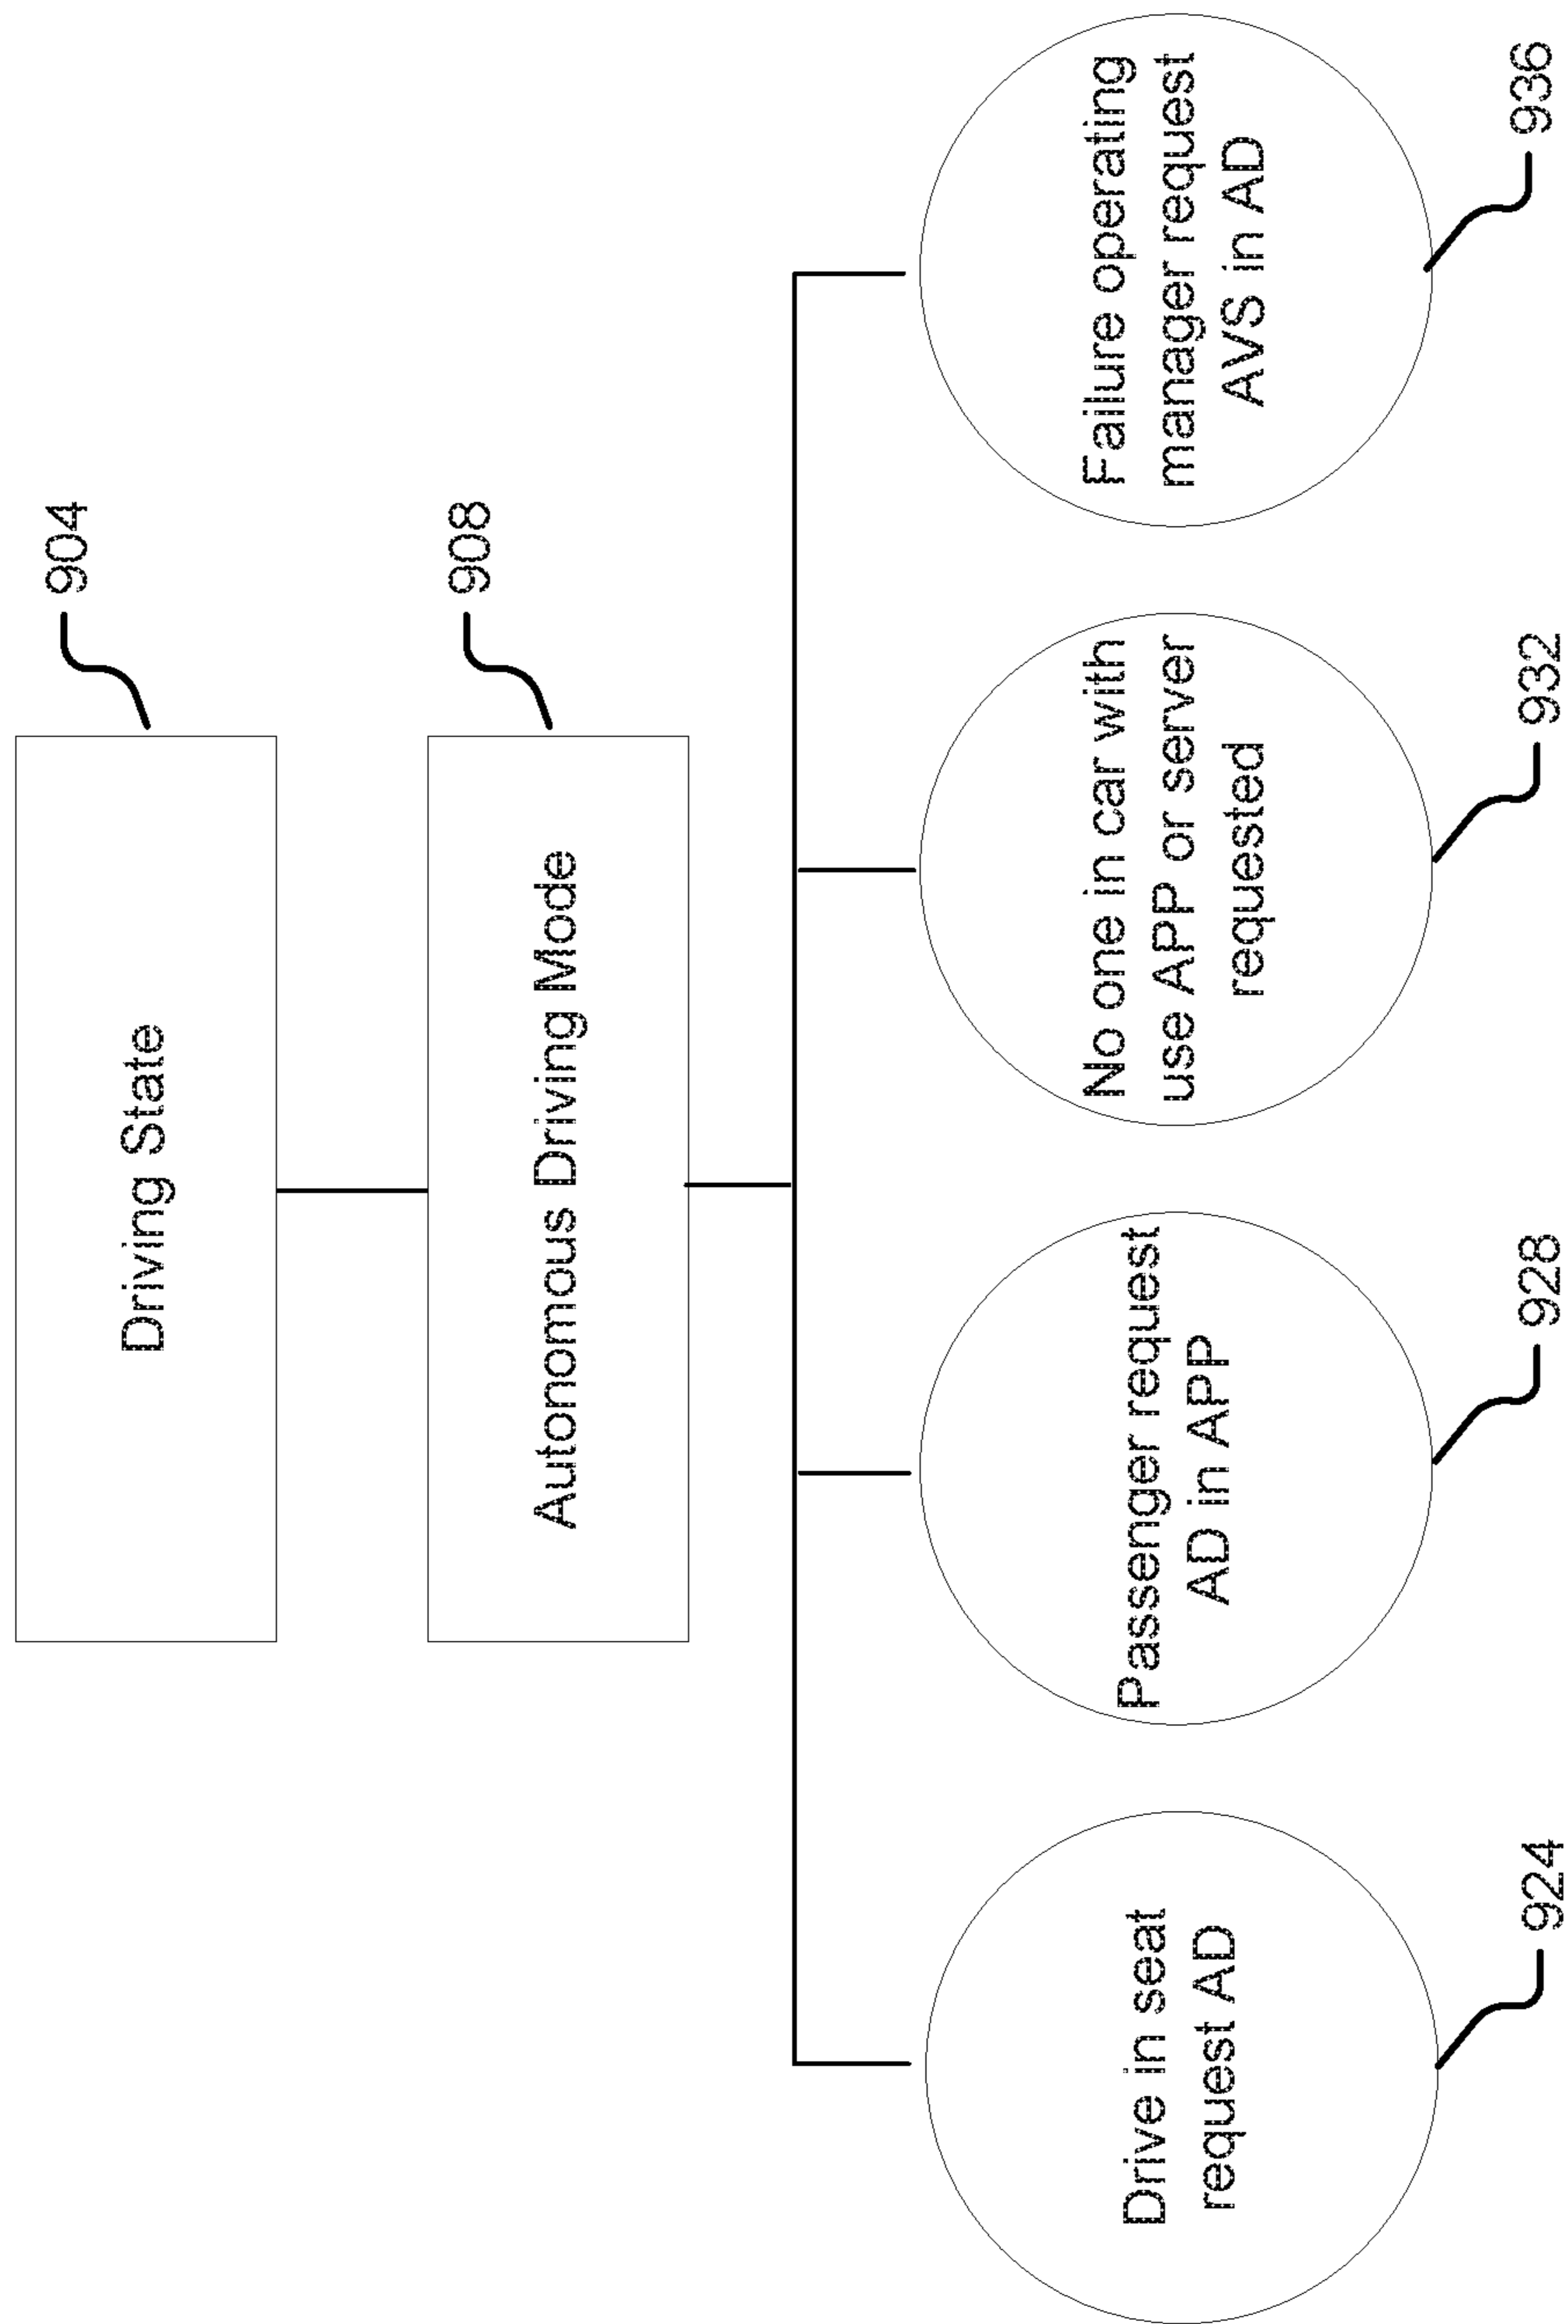 Driving State
904
Autonomous Driving Mode
908
Drive in seat
request AD
924
Passenger request
AD in APP
928
No one in car with
use APP or server
requested
932
Failure operating
manager request
AVS in AD
936